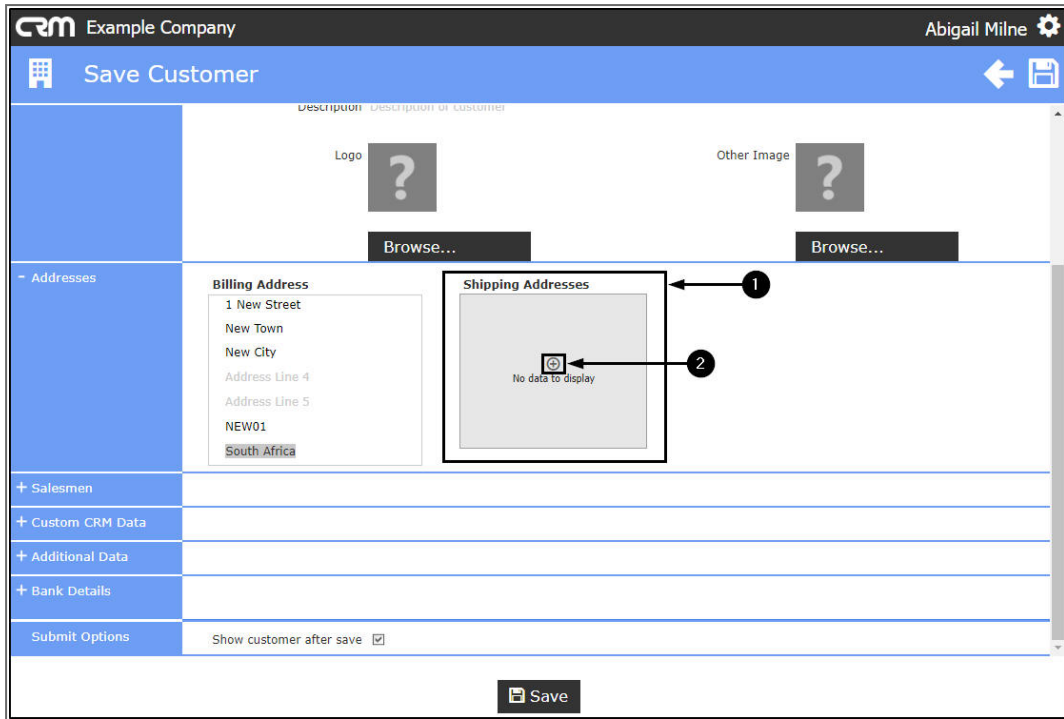 CRM Example Company
Abigail Milne
Save Customer
Description Description of customer
Logo
?
Other Image
?
Browse...
Browse...
- Addresses
Billing Address
1 New Street
New Town
New City
Address Line 4
Address Line 5
NEW01
South Africa
Shipping Addresses
1
2
No data to display
+ Salesmen
+ Custom CRM Data
+ Additional Data
+ Bank Details
Submit Options
Show customer after save
Save